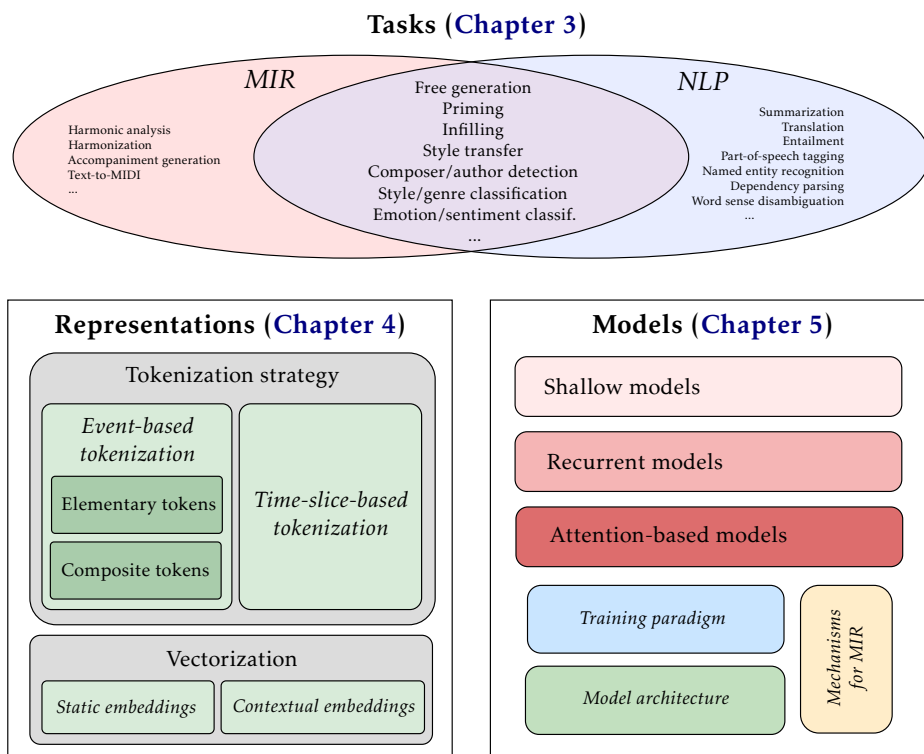 Tasks (Chapter 3)
MIR
Harmonic analysis
Harmonization
Accompaniment generation
Text-to-MIDI
...
Free generation
Priming
Infilling
Style transfer
Composer/author detection
Style/genre classification
Emotion/sentiment classif.
...
NLP
Summarization
Translation
Entailment
Part-of-speech tagging
Named entity recognition
Dependency parsing
Word sense disambiguation
...
Representations (Chapter 4)
Tokenization strategy
Event-based
tokenization
Elementary tokens
Composite tokens
Time-slice-based
tokenization
Vectorization
Static embeddings
Contextual embeddings
Models (Chapter 5)
Shallow models
Recurrent models
Attention-based models
Training paradigm
Model architecture
Mechanisms
for MIR